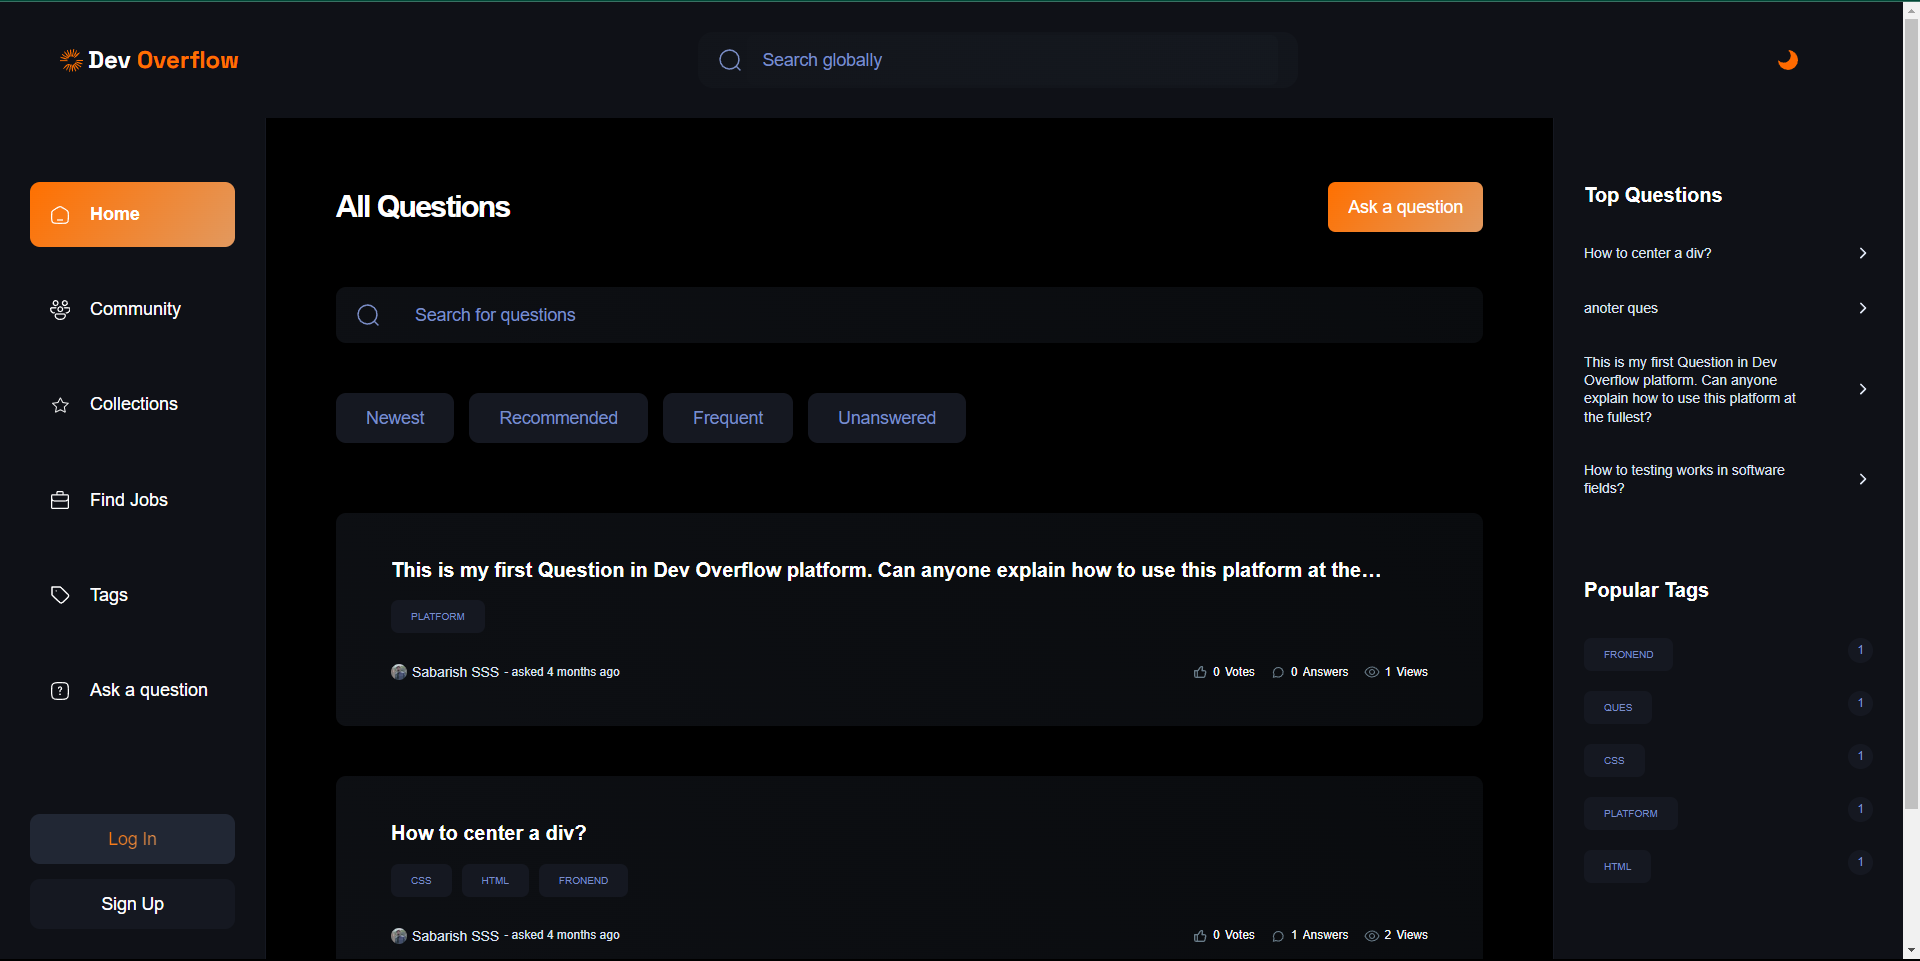 Dev Overflow
Search globally
Home
Community
Collections
Find Jobs
Tags
Ask a question
Log In
Sign Up
All Questions
Ask a question
Search for questions
Newest
Recommended
Frequent
Unanswered
This is my first Question in Dev Overflow platform. Can anyone explain how to use this platform at the...
PLATFORM
Sabarish SSS - asked 4 months ago
0 Votes
0 Answers
1 Views
How to center a div?
CSS
HTML
FRONEND
Sabarish SSS - asked 4 months ago
0 Votes
1 Answers
2 Views
Top Questions
How to center a div?
anoter ques
This is my first Question in Dev
Overflow platform. Can anyone
explain how to use this platform at
the fullest?
How to testing works in software
fields?
Popular Tags
FRONEND 1
QUES 1
CSS 1
PLATFORM 1
HTML 1